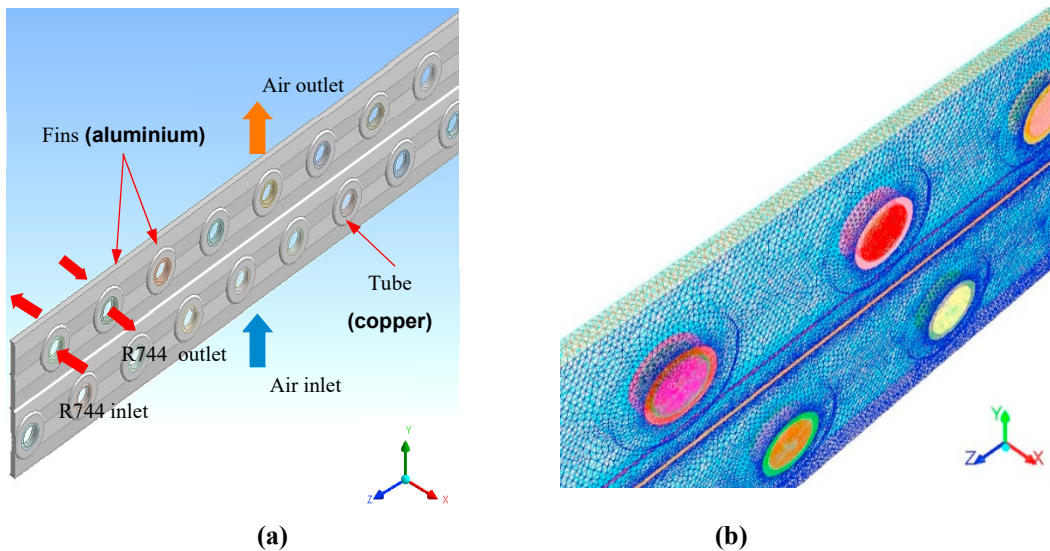 Air outlet
Fins (aluminium)
Tube
(copper)
R744 outlet
Air inlet
R744 inlet
Y
Z
X
Y
Z
X
(a)
(b)